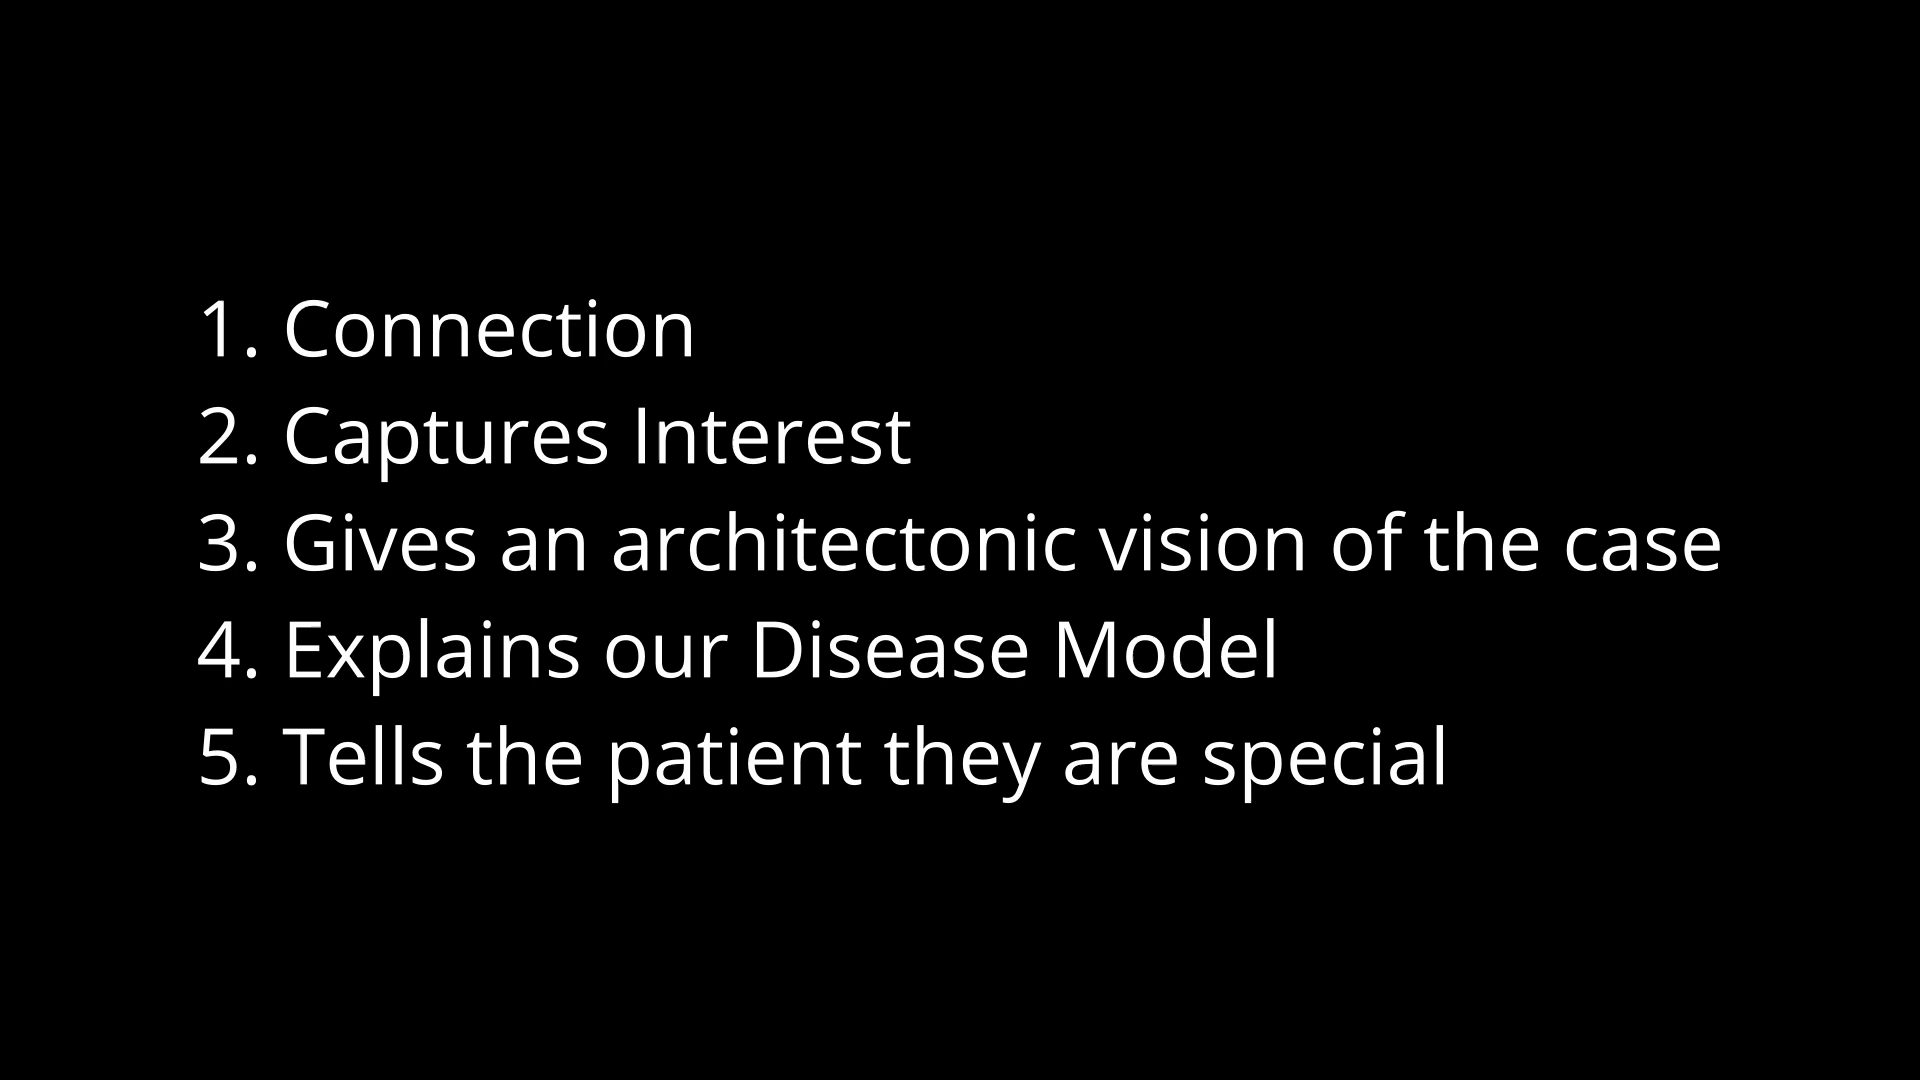 1. Connection
2. Captures Interest
3. Gives an architectonic vision of the case
4. Explains our Disease Model
5. Tells the patient they are special